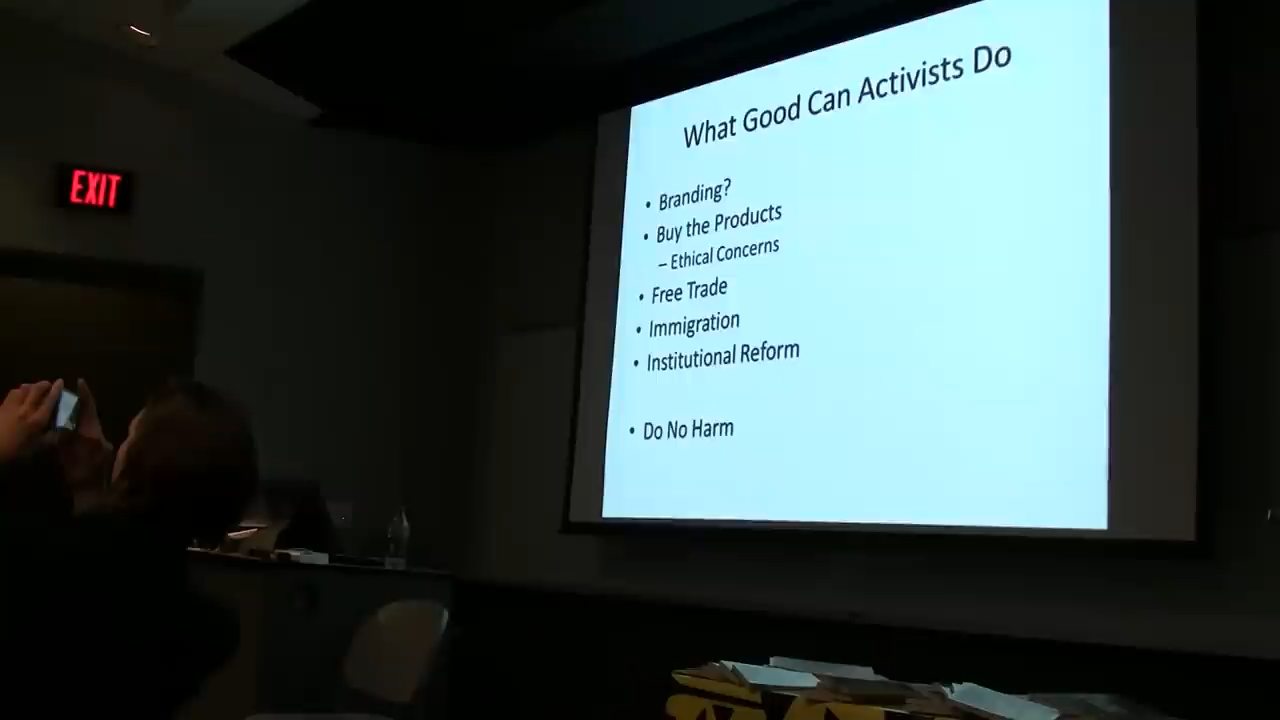 EXIT
What Good Can Activists Do
• Branding?
• Buy the Products
– Ethical Concerns
• Free Trade
• Immigration
• Institutional Reform
• Do No Harm